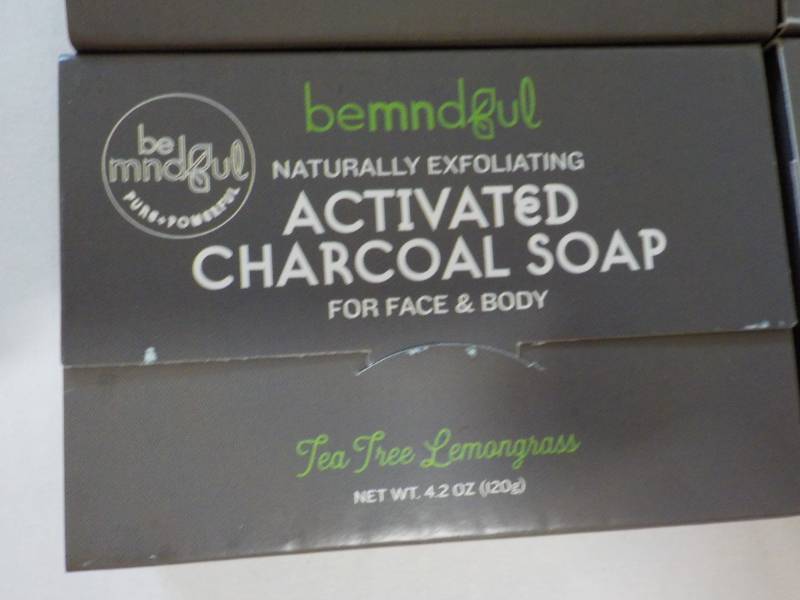 be
mndful
PURE+POWERFUL
bemndful
NATURALLY EXFOLIATING
ACTIVATED
CHARCOAL SOAP
FOR FACE & BODY
Tea Tree Lemongrass
NET WT. 4.2 OZ (120g)